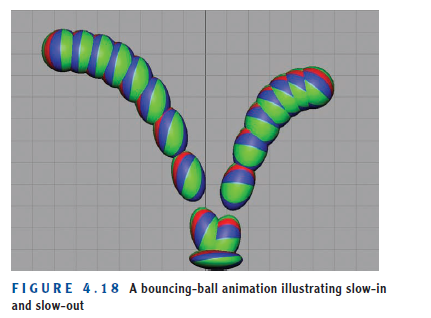 FIGURE 4.18 A bouncing-ball animation illustrating slow-in
and slow-out